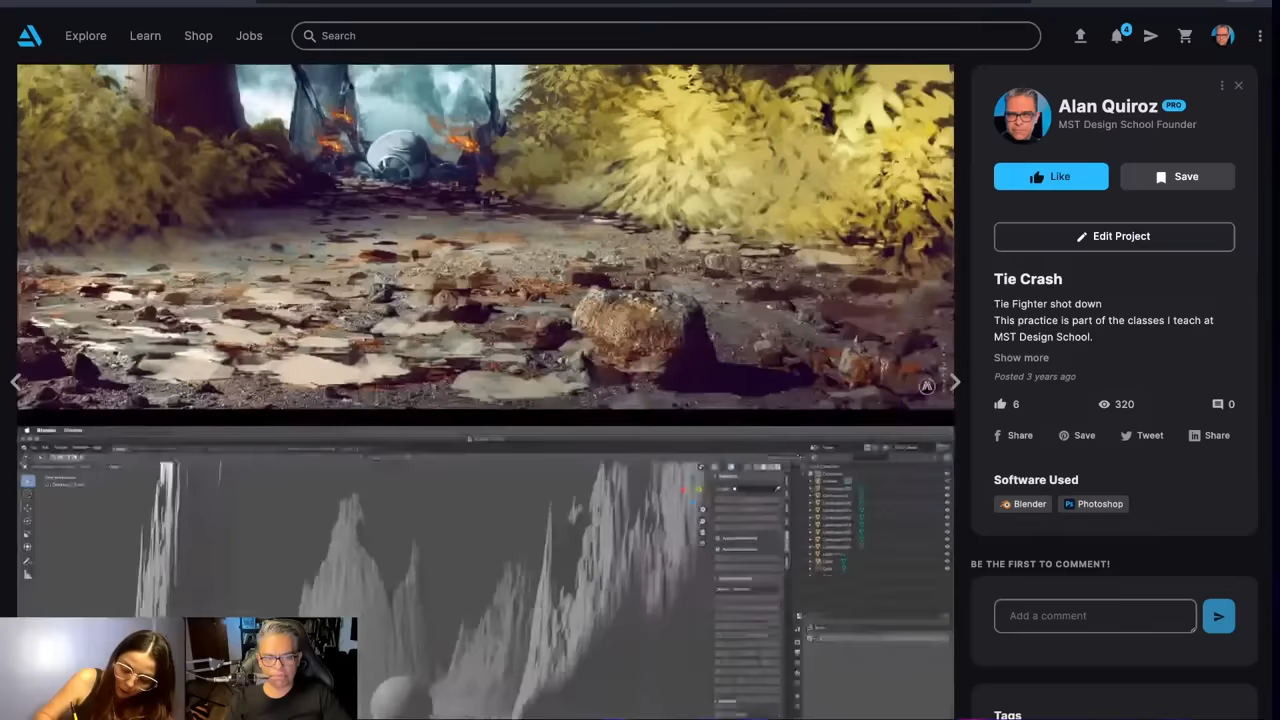 Explore Learn Shop Jobs
Search
4
Alan Quiroz PRO
MST Design School Founder
Like Save
Edit Project
Tie Crash
Tie Fighter shot down
This practice is part of the classes I teach at
MST Design School.
Show more
Posted 3 years ago
6 320 0
Share Save Tweet Share
Software Used
Blender Ps Photoshop
BE THE FIRST TO COMMENT!
Add a comment
Tags